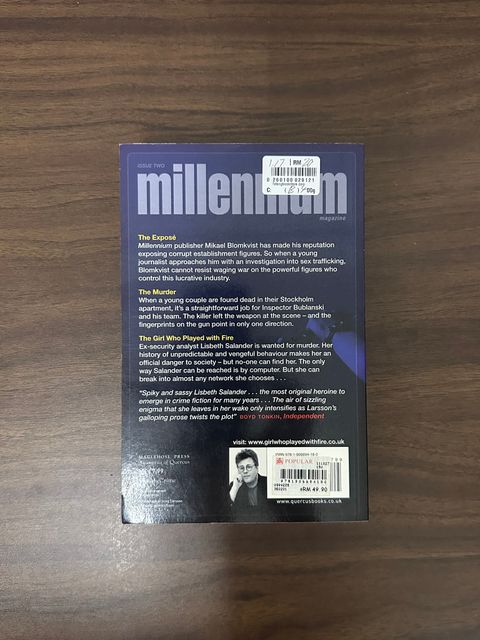 ISSUE TWO
millennium
magazine
1/7 RM 20
0 260100 029121
The Exposé
Millennium publisher Mikael Blomkvist has made his reputation
exposing corrupt establishment figures. So when a young
journalist approaches him with an investigation into sex trafficking,
Blomkvist cannot resist waging war on the powerful figures who
control this lucrative industry.
The Murder
When a young couple are found dead in their Stockholm
apartment, it's a straightforward job for Inspector Bublanski
and his team. The killer left the weapon at the scene – and the
fingerprints on the gun point in only one direction.
The Girl Who Played with Fire
Ex-security analyst Lisbeth Salander is wanted for murder. Her
history of unpredictable and vengeful behaviour makes her an
official danger to society – but no-one can find her. The only
way Salander can be reached is by computer. But she can
break into almost any network she chooses . . .
"Spiky and sassy Lisbeth Salander . . . the most original heroine to
emerge in crime fiction for many years . . . The air of sizzling
enigma that she leaves in her wake only intensifies as Larsson's
galloping prose twists the plot" BOYD TONKIN, Independent
visit: www.girlwhoplayedwithfire.co.uk
MACLEHOSE PRESS
POPULAR
RM 49.90
www.quercusbooks.co.uk